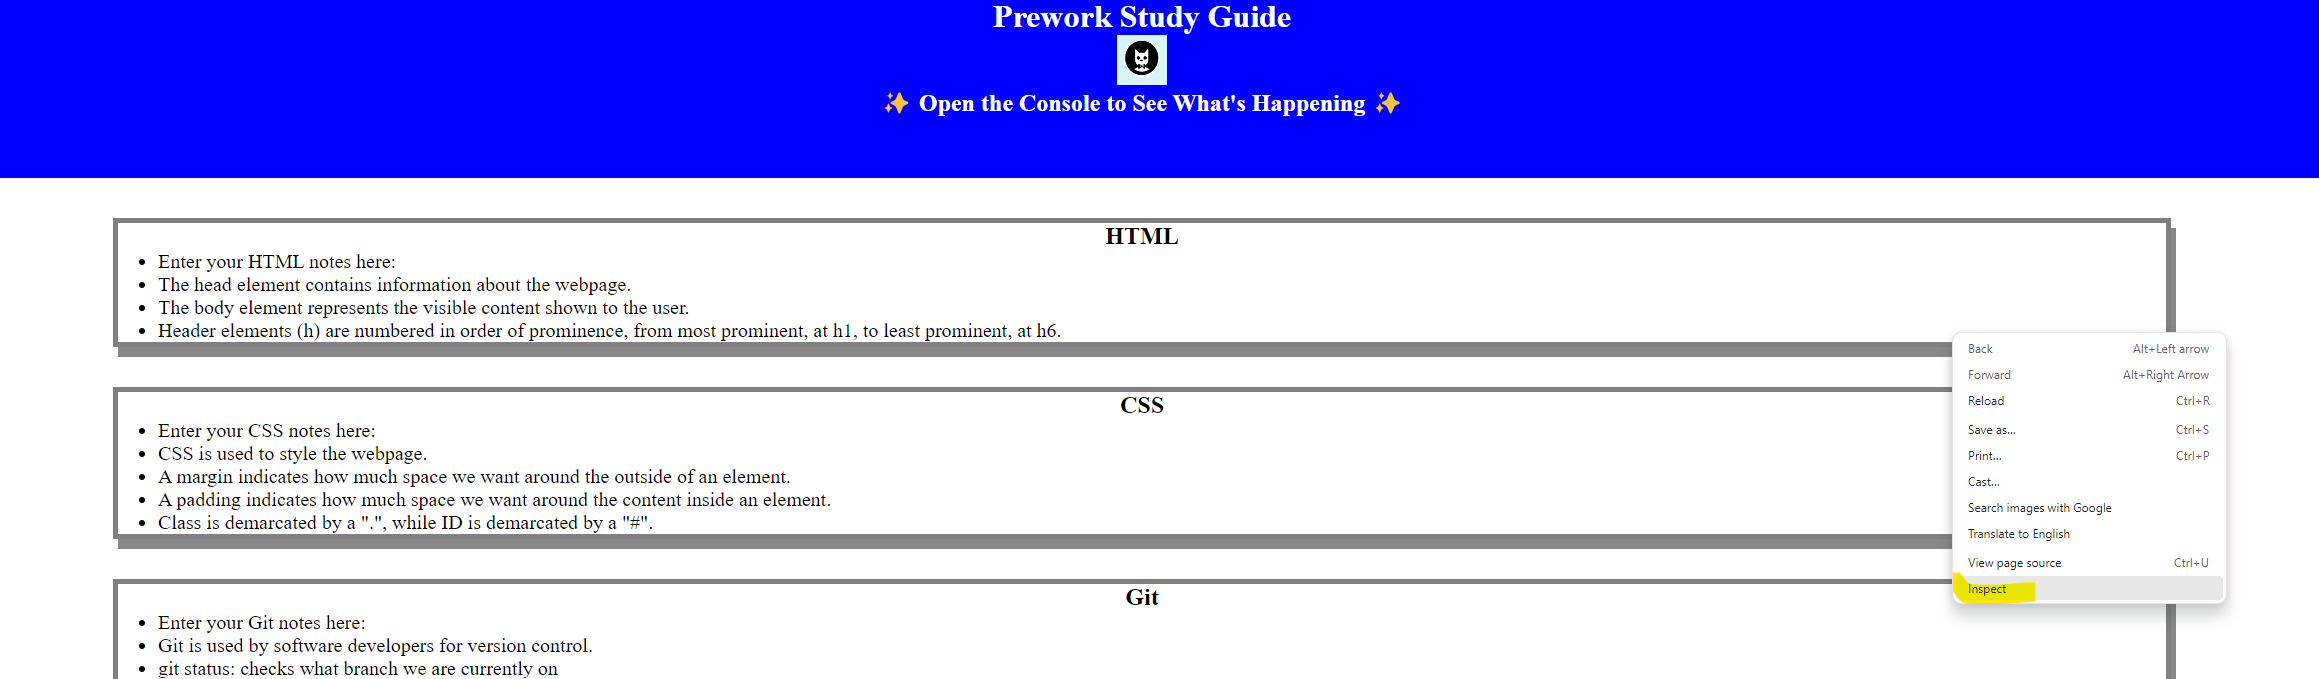 Prework Study Guide
✨ Open the Console to See What's Happening ✨
HTML
• Enter your HTML notes here:
• The head element contains information about the webpage.
• The body element represents the visible content shown to the user.
• Header elements (h) are numbered in order of prominence, from most prominent, at h1, to least prominent, at h6.
CSS
• Enter your CSS notes here:
• CSS is used to style the webpage.
• A margin indicates how much space we want around the outside of an element.
• A padding indicates how much space we want around the content inside an element.
• Class is demarcated by a ".", while ID is demarcated by a "#".
Git
• Enter your Git notes here:
• Git is used by software developers for version control.
• git status: checks what branch we are currently on
Back Alt+Left arrow
Forward Alt+Right Arrow
Reload Ctrl+R
Save as... Ctrl+S
Print... Ctrl+P
Cast...
Search images with Google
Translate to English
View page source Ctrl+U
Inspect